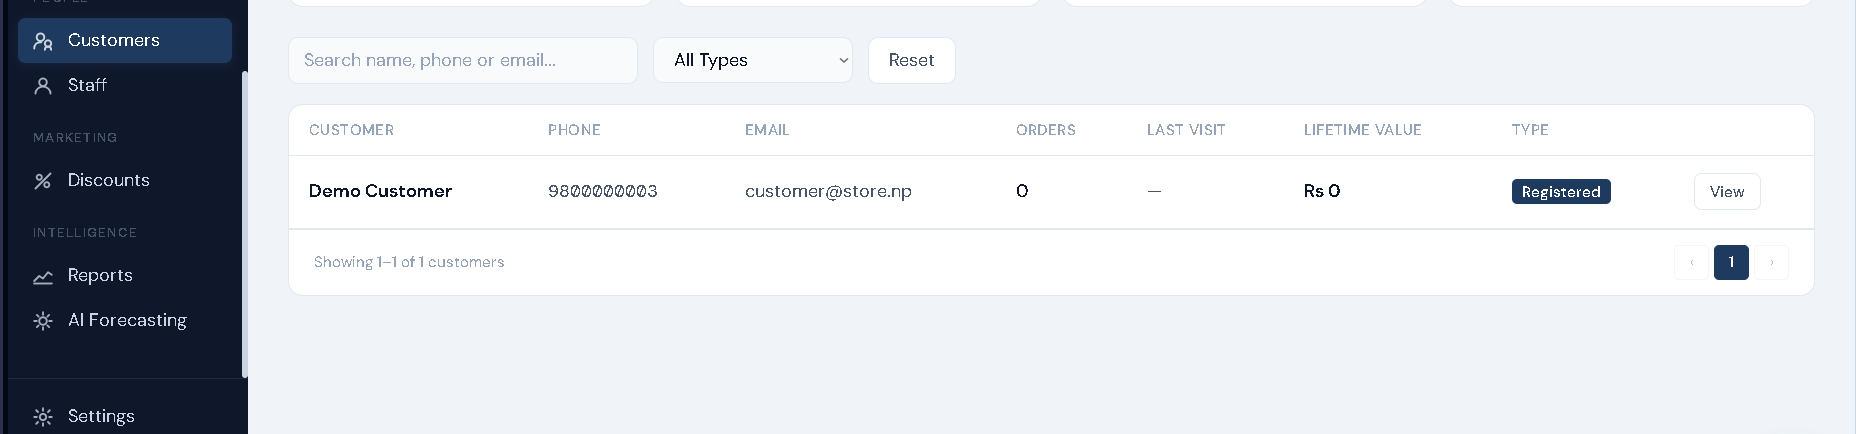 PEOPLE
Customers
Staff
MARKETING
Discounts
INTELLIGENCE
Reports
AI Forecasting
Settings
Search name, phone or email...
All Types
Reset
CUSTOMER PHONE EMAIL ORDERS LAST VISIT LIFETIME VALUE TYPE
Demo Customer 9800000003 customer@store.np 0 — Rs 0 Registered View
Showing 1–1 of 1 customers
‹ 1 ›